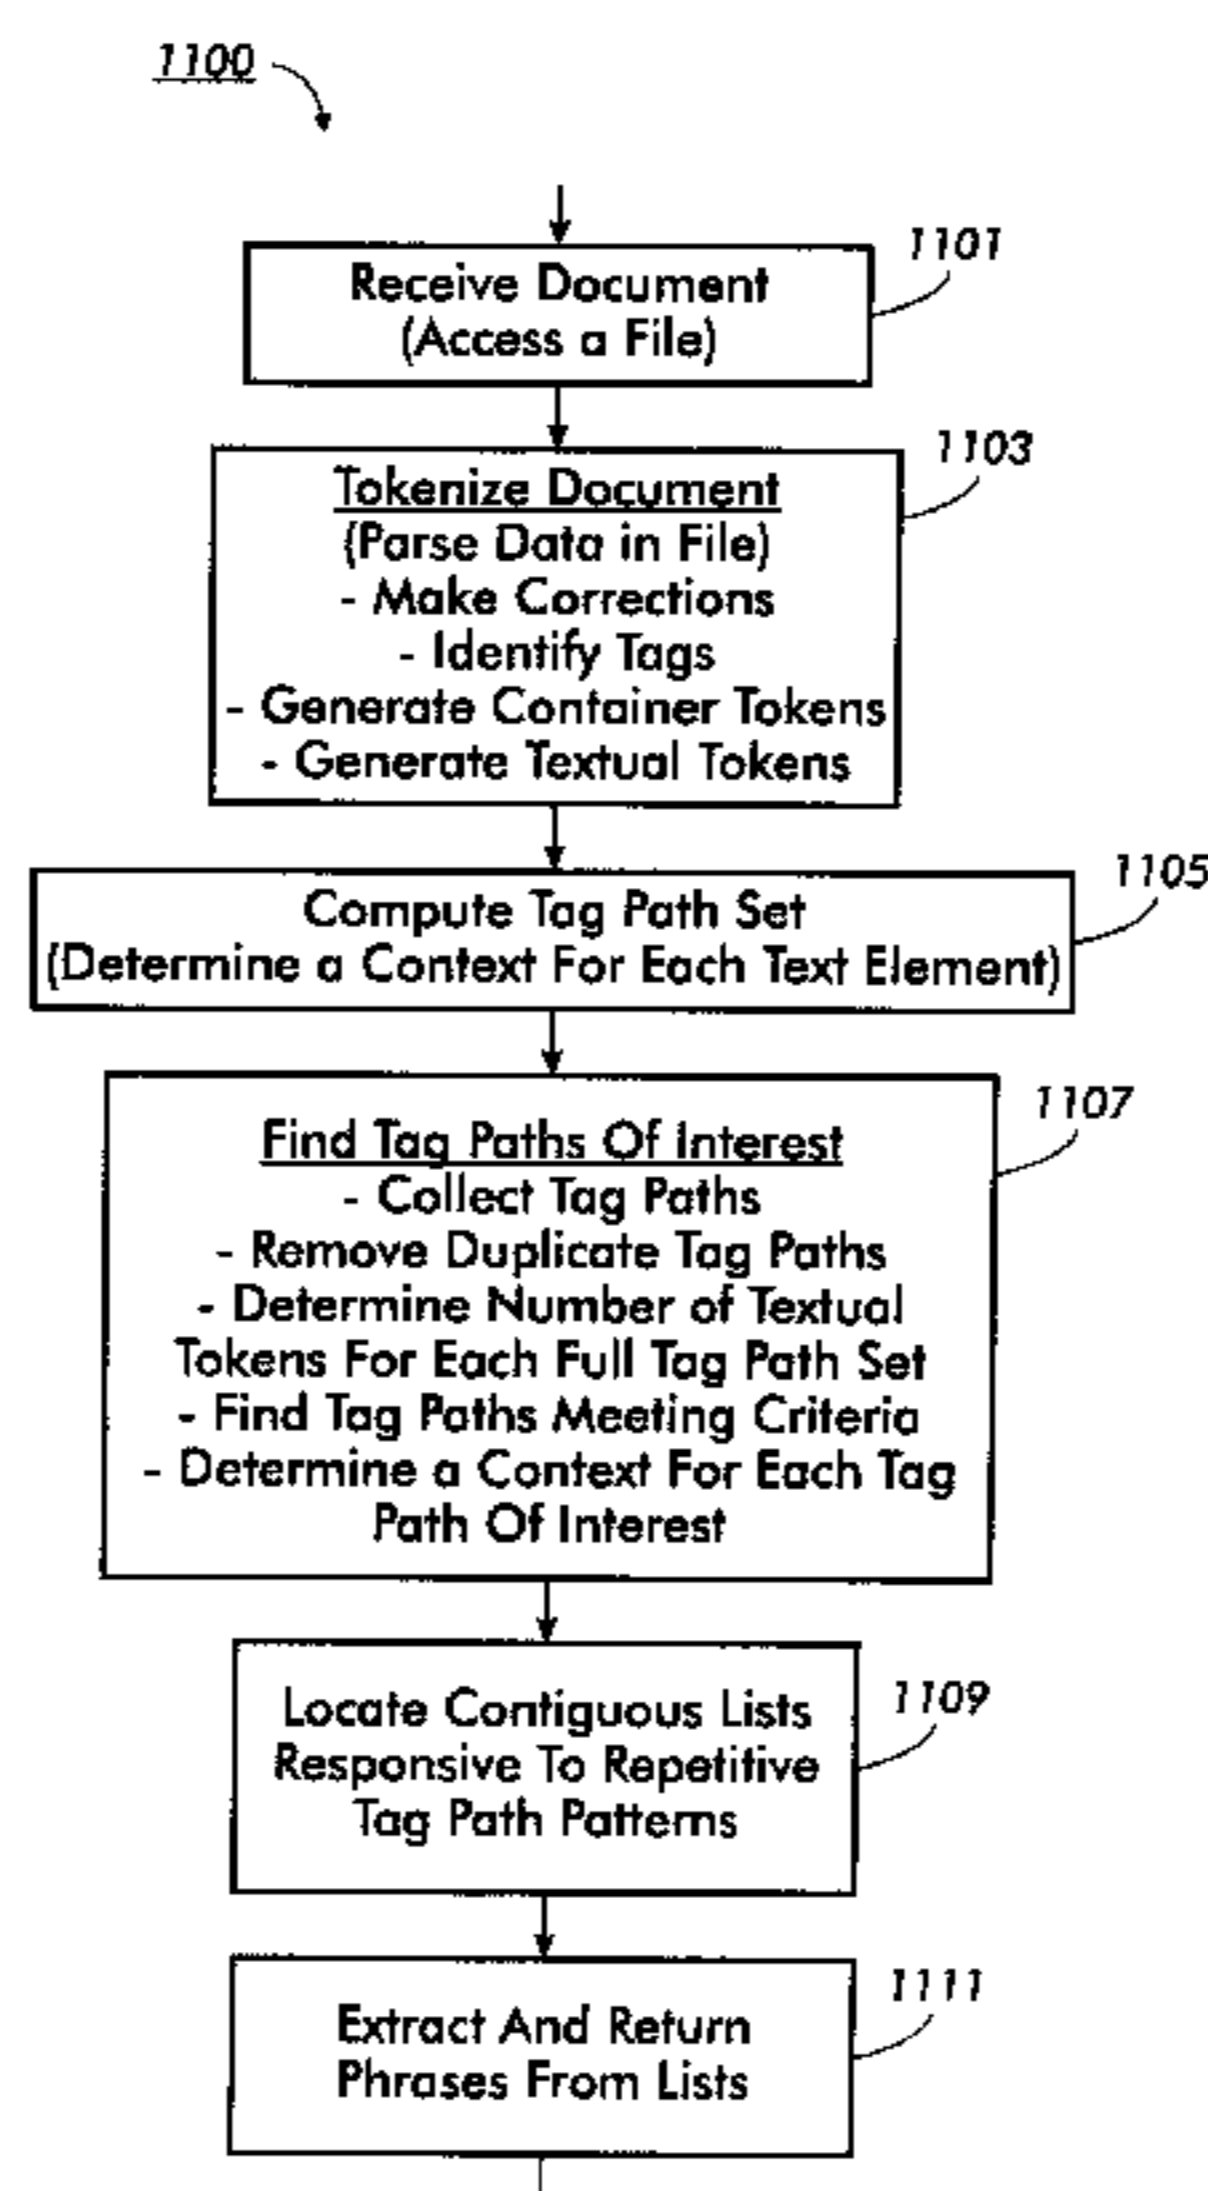 1100
1101
Receive Document
(Access a File)
1103
Tokenize Document
(Parse Data in File)
- Make Corrections
- Identify Tags
- Generate Container Tokens
- Generate Textual Tokens
1105
Compute Tag Path Set
(Determine a Context For Each Text Element)
1107
Find Tag Paths Of Interest
- Collect Tag Paths
- Remove Duplicate Tag Paths
- Determine Number of Textual
Tokens For Each Full Tag Path Set
- Find Tag Paths Meeting Criteria
- Determine a Context For Each Tag
Path Of Interest
1109
Locate Contiguous Lists
Responsive To Repetitive
Tag Path Patterns
1111
Extract And Return
Phrases From Lists